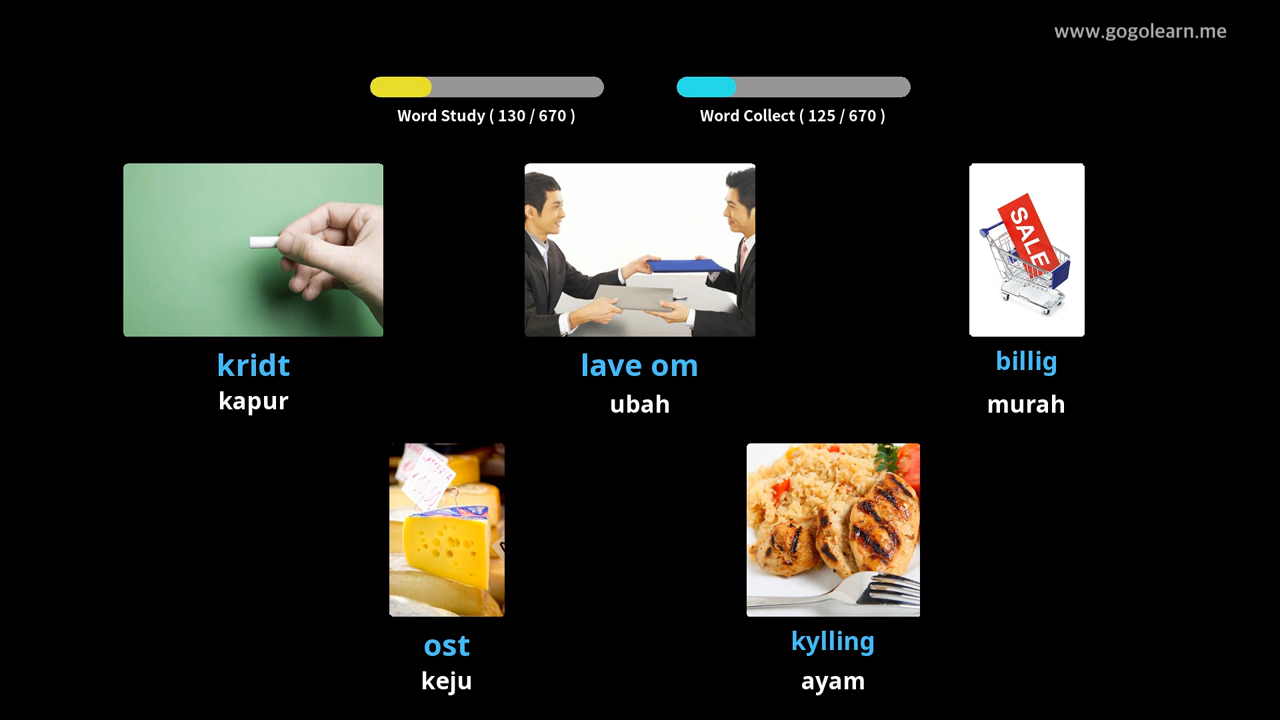 www.gogolearn.me
Word Study ( 130 / 670 )
Word Collect ( 125 / 670 )
SALE
kridt
kapur
lave om
ubah
billig
murah
ost
keju
kylling
ayam